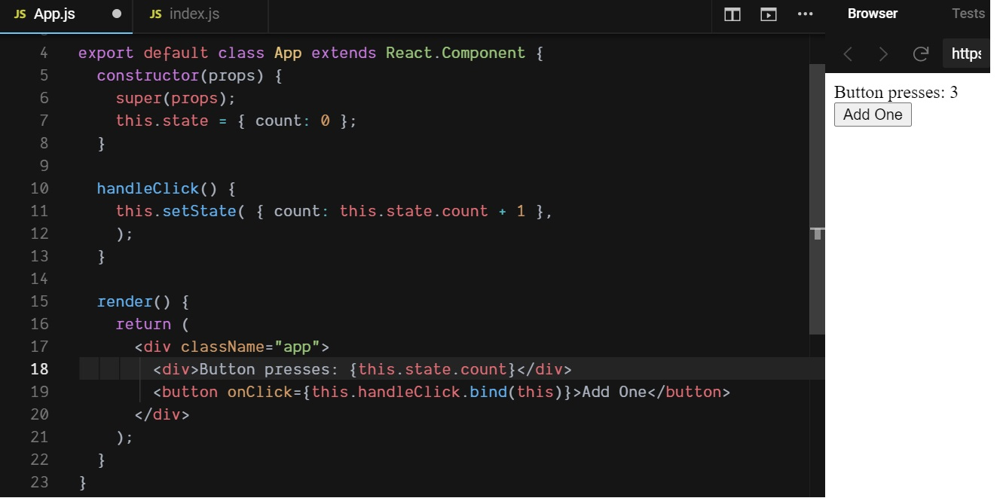 JS App.js
JS index.js
4 export default class App extends React.Component {
5 constructor(props) {
6 super(props);
7 this.state = { count: 0 };
8 }
9
10 handleClick() {
11 this.setState( { count: this.state.count + 1 },
12 );
13 }
14
15 render() {
16 return (
17 <div className="app">
18 <div>Button presses: {this.state.count}</div>
19 <button onClick={this.handleClick.bind(this)}>Add One</button>
20 </div>
21 );
22 }
23 }
Browser Tests
https
Button presses: 3
Add One